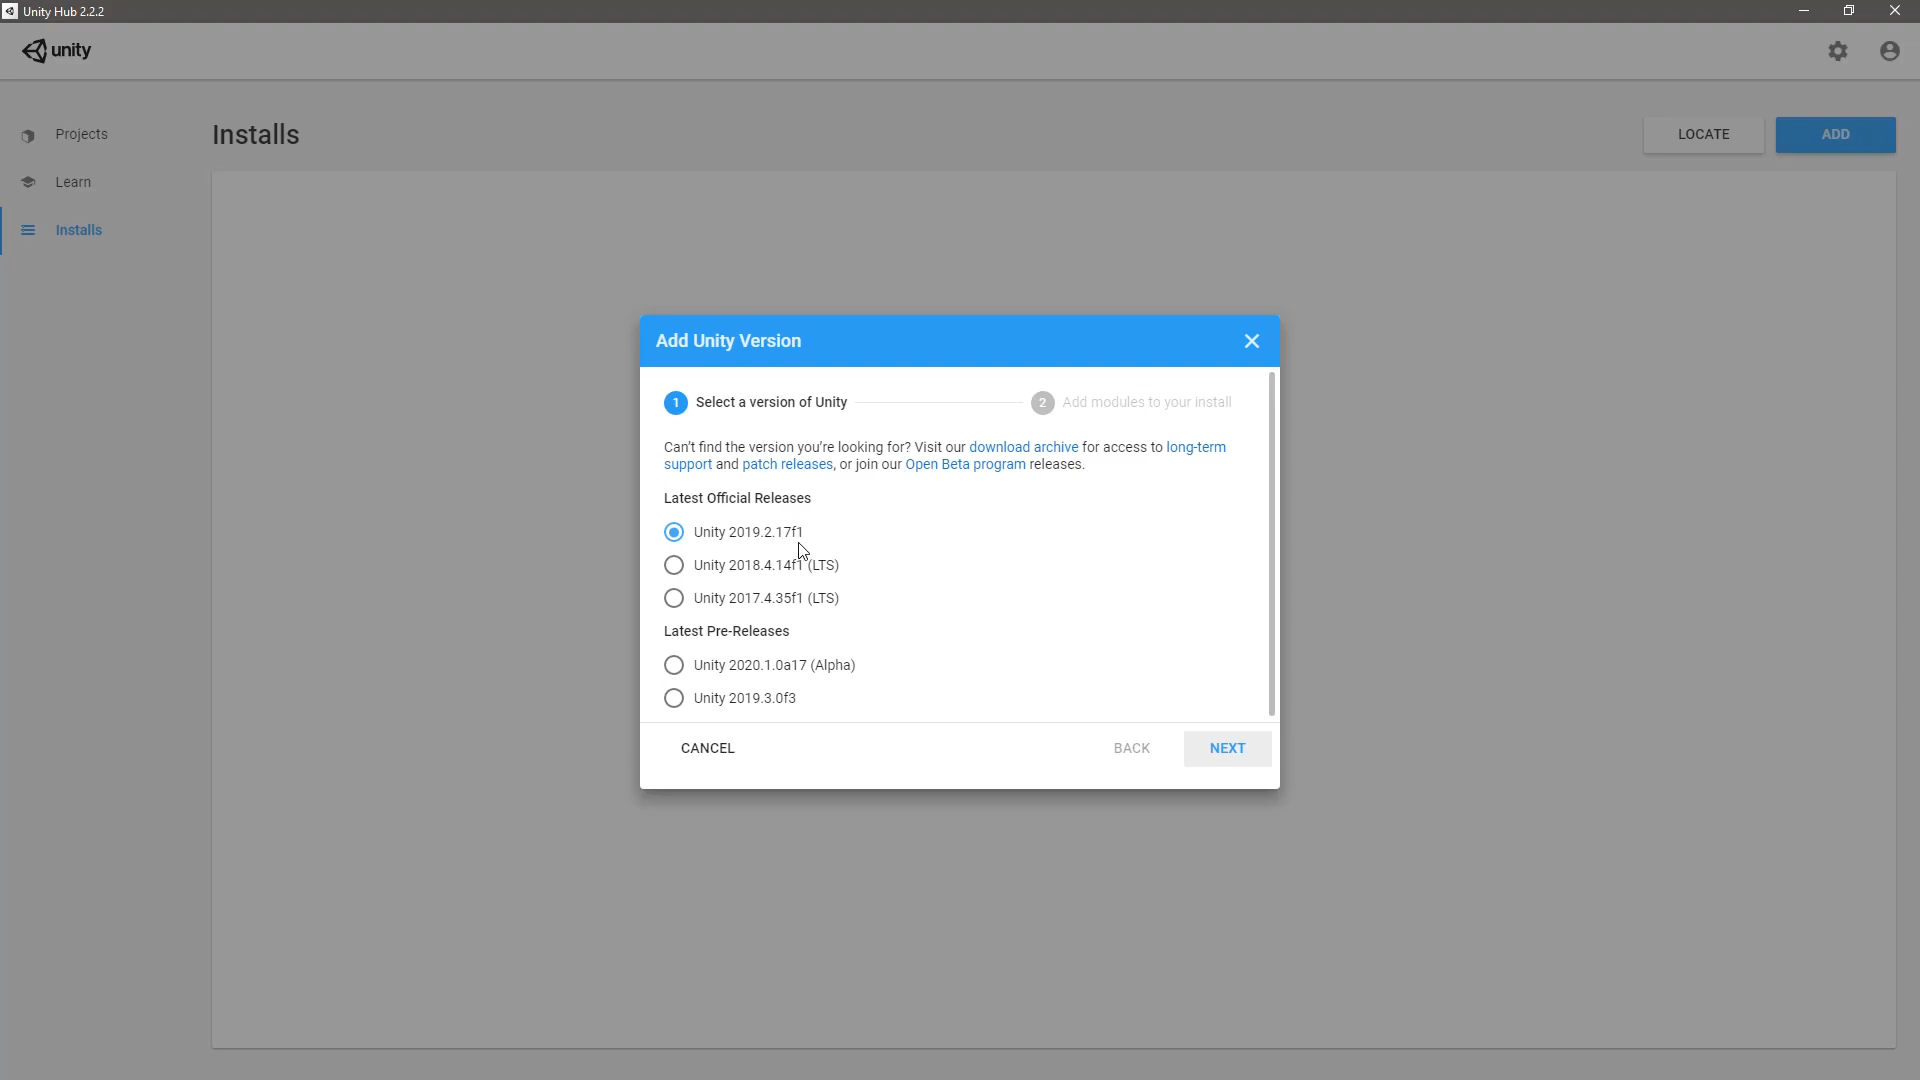 Unity Hub 2.2.2
unity
Projects
Learn
Installs
Installs
LOCATE
ADD
Add Unity Version
1 Select a version of Unity
2 Add modules to your install
Can't find the version you're looking for? Visit our download archive for access to long-term
support and patch releases, or join our Open Beta program releases.
Latest Official Releases
Unity 2019.2.17f1
Unity 2018.4.14f1 (LTS)
Unity 2017.4.35f1 (LTS)
Latest Pre-Releases
Unity 2020.1.0a17 (Alpha)
Unity 2019.3.0f3
CANCEL
BACK
NEXT